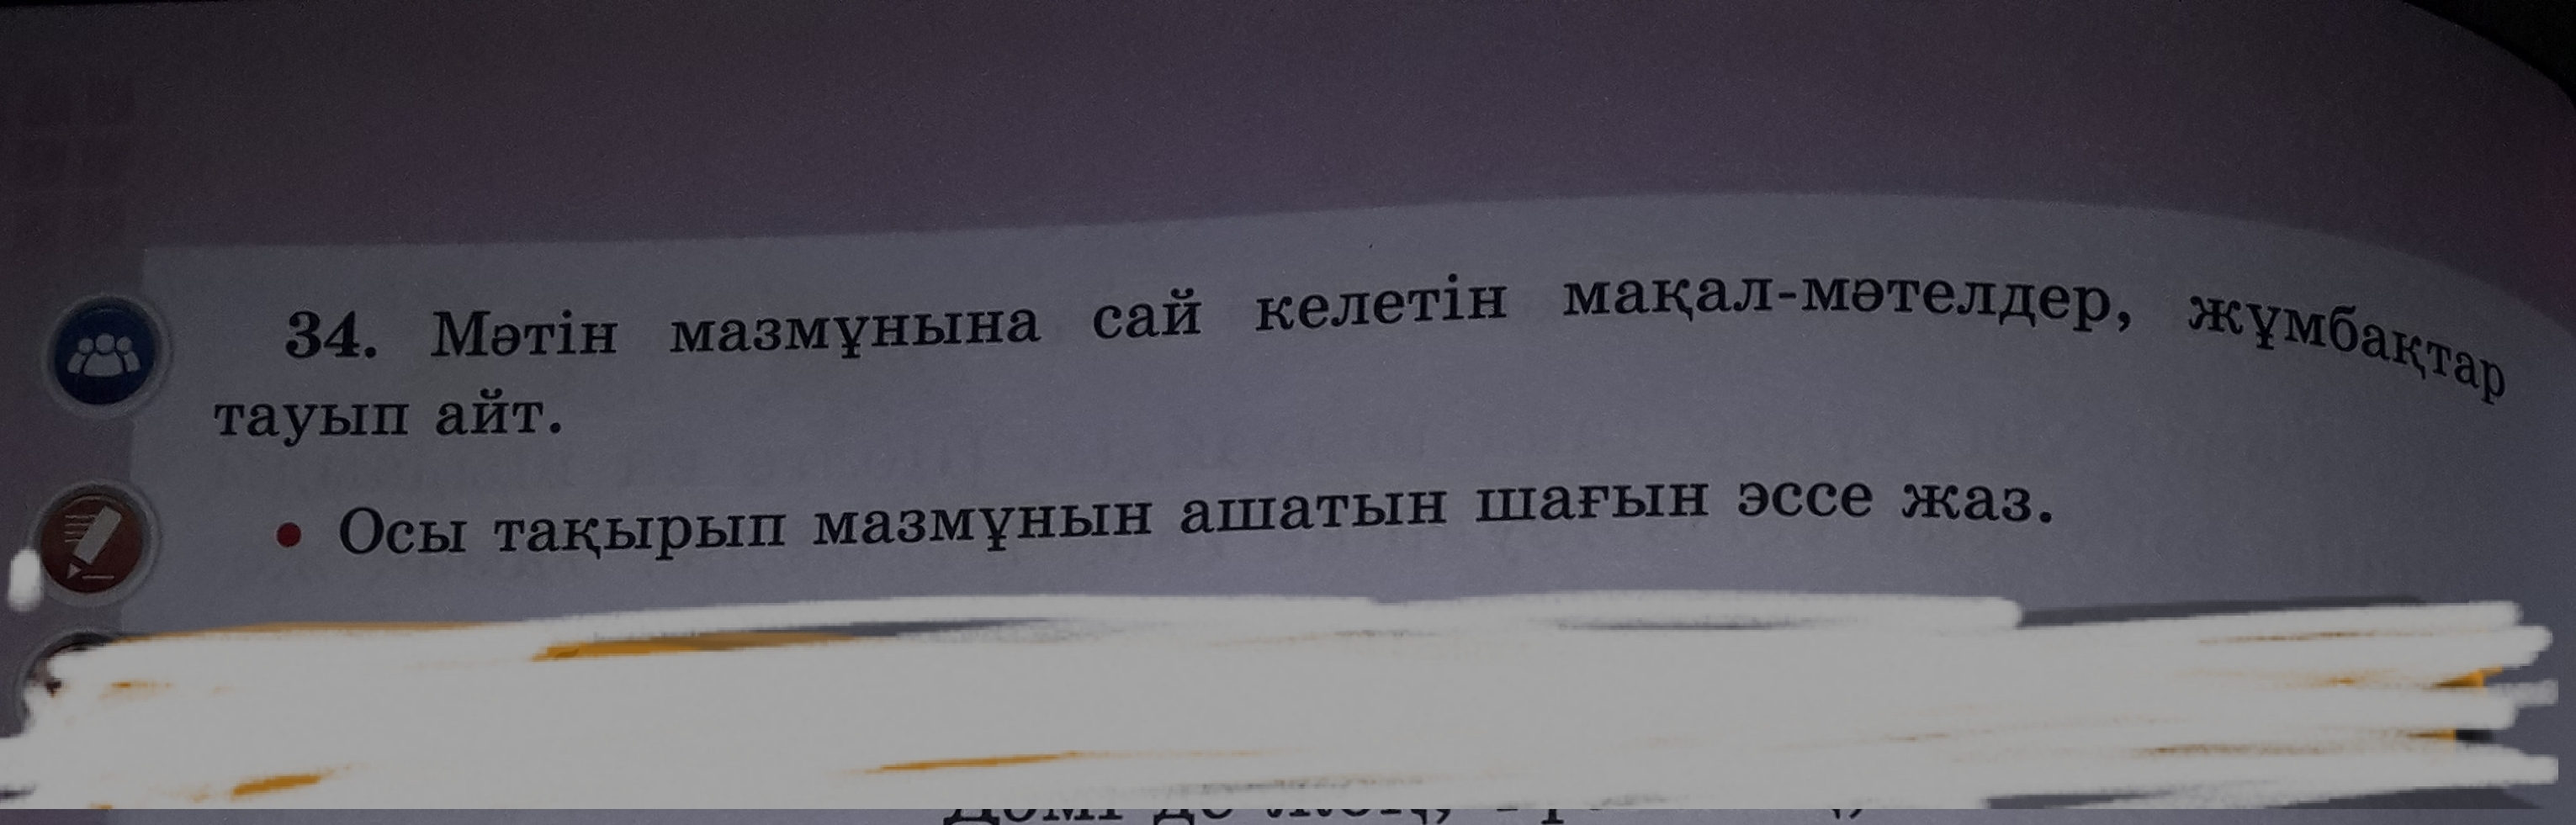 34. Мәтін мазмұнына сай келетін мақал-мәтелдер, жұмбақтар
тауып айт.
• Осы тақырып мазмұнын ашатын шағын эссе жаз.